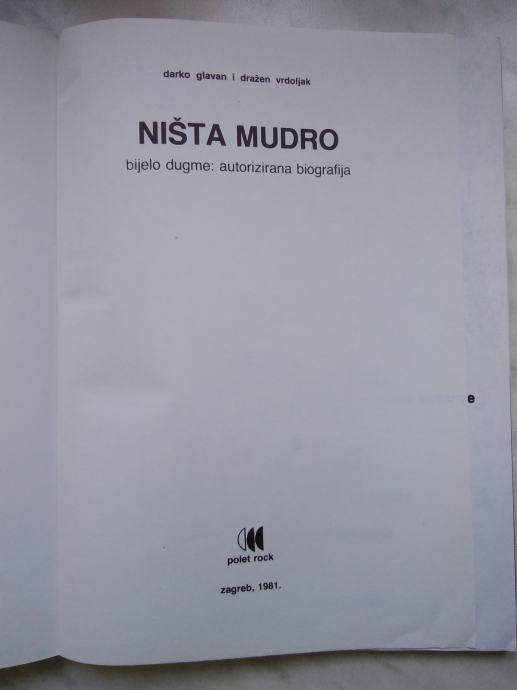 darko glavan i dražen vrdoljak
NIŠTA MUDRO
bijelo dugme: autorizirana biografija
e
polet rock
zagreb, 1981.